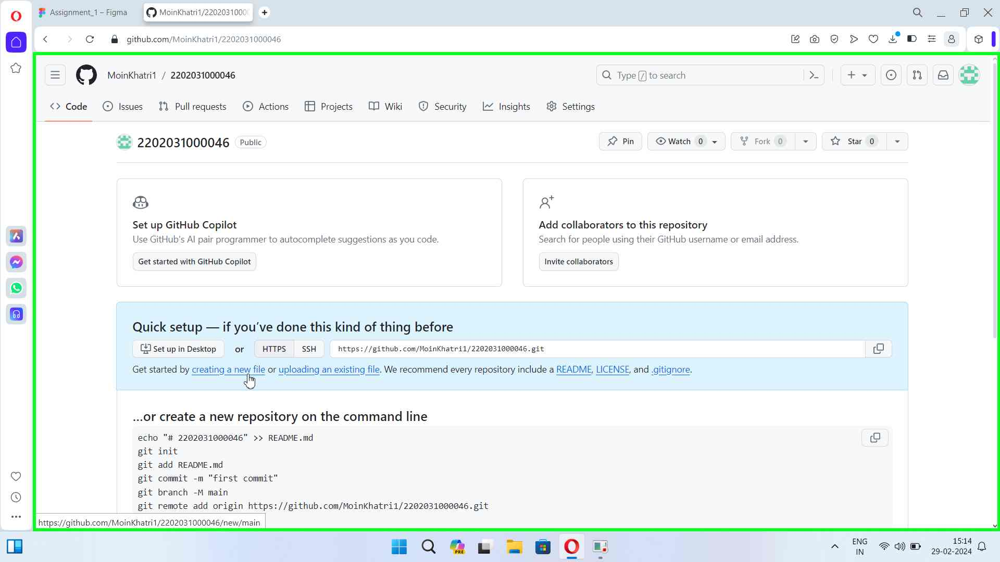 Assignment_1 – Figma
MoinKhatri1/2202031000
github.com/MoinKhatri1/2202031000046
MoinKhatri1 / 2202031000046
Type / to search
Code
Issues
Pull requests
Actions
Projects
Wiki
Security
Insights
Settings
2202031000046
Public
Pin
Watch 0
Fork 0
Star 0
Set up GitHub Copilot
Use GitHub's AI pair programmer to autocomplete suggestions as you code.
Get started with GitHub Copilot
Add collaborators to this repository
Search for people using their GitHub username or email address.
Invite collaborators
Quick setup — if you’ve done this kind of thing before
Set up in Desktop
or
HTTPS
SSH
https://github.com/MoinKhatri1/2202031000046.git
Get started by creating a new file or uploading an existing file. We recommend every repository include a README, LICENSE, and .gitignore.
…or create a new repository on the command line
echo "# 2202031000046" >> README.md
git init
git add README.md
git commit -m "first commit"
git branch -M main
git remote add origin https://github.com/MoinKhatri1/2202031000046.git
https://github.com/MoinKhatri1/2202031000046/new/main
PRE
ENG
IN
15:14
29-02-2024